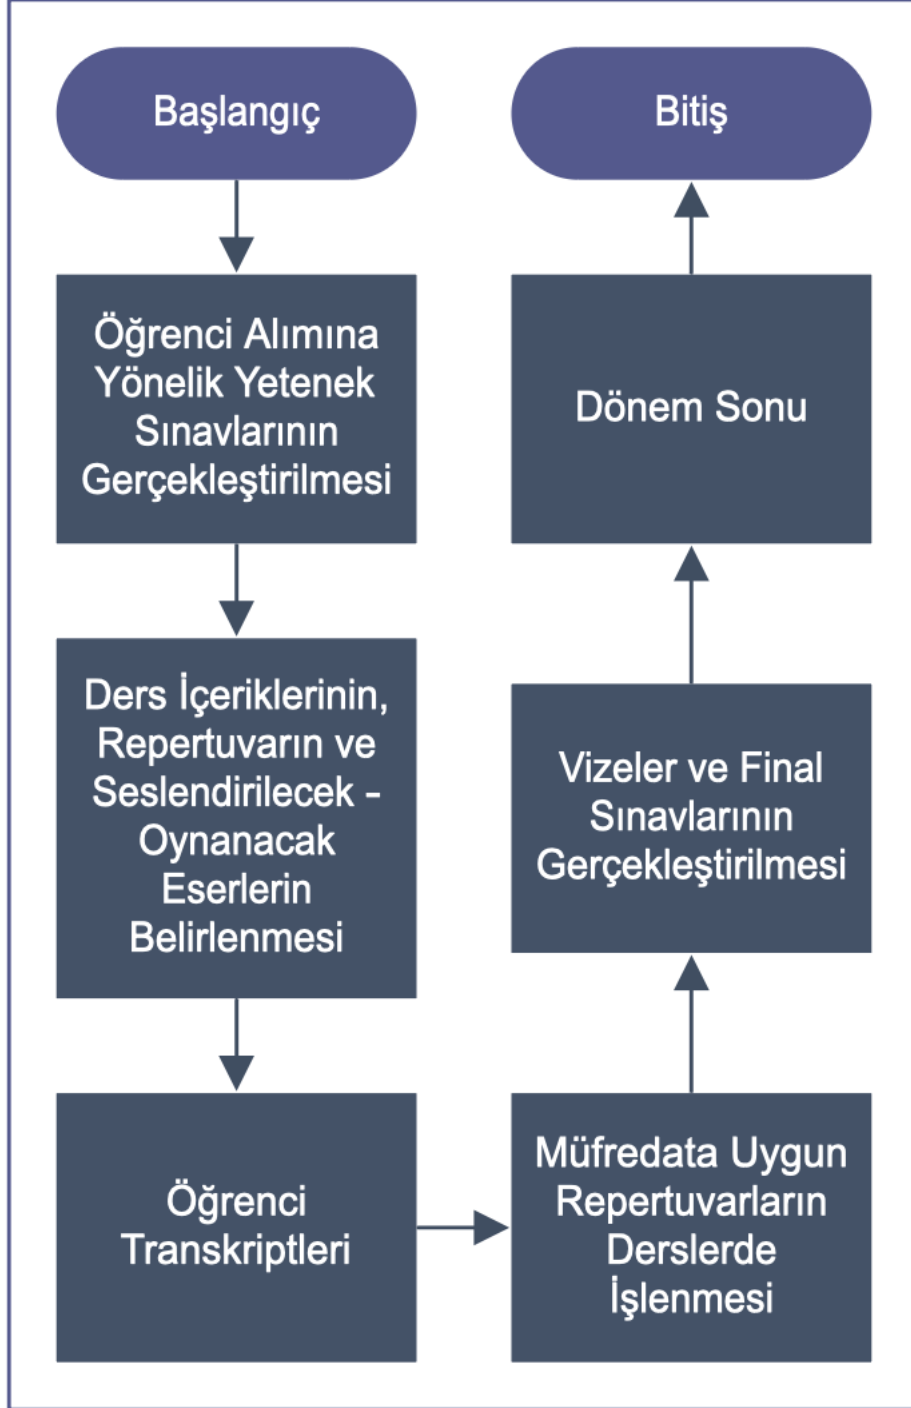 Başlangıç
Öğrenci Alımına
Yönelik Yetenek
Sınavlarının
Gerçekleştirilmesi
Ders İçeriklerinin,
Repertuvarın ve
Seslendirilecek -
Oynanacak
Eserlerin
Belirlenmesi
Öğrenci
Transkriptleri
Müfredata Uygun
Repertuvarların
Derslerde
İşlenmesi
Vizeler ve Final
Sınavlarının
Gerçekleştirilmesi
Dönem Sonu
Bitiş